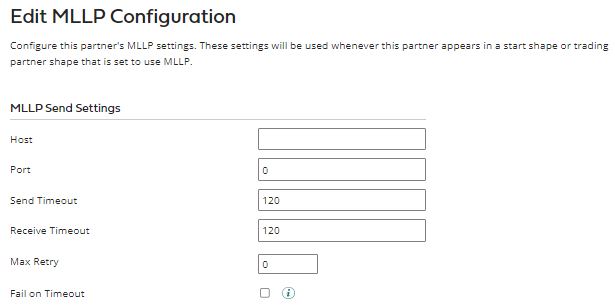 Edit MLLP Configuration
Configure this partner's MLLP settings. These settings will be used whenever this partner appears in a start shape or trading
partner shape that is set to use MLLP.
MLLP Send Settings
Host
Port 0
Send Timeout 120
Receive Timeout 120
Max Retry 0
Fail on Timeout i